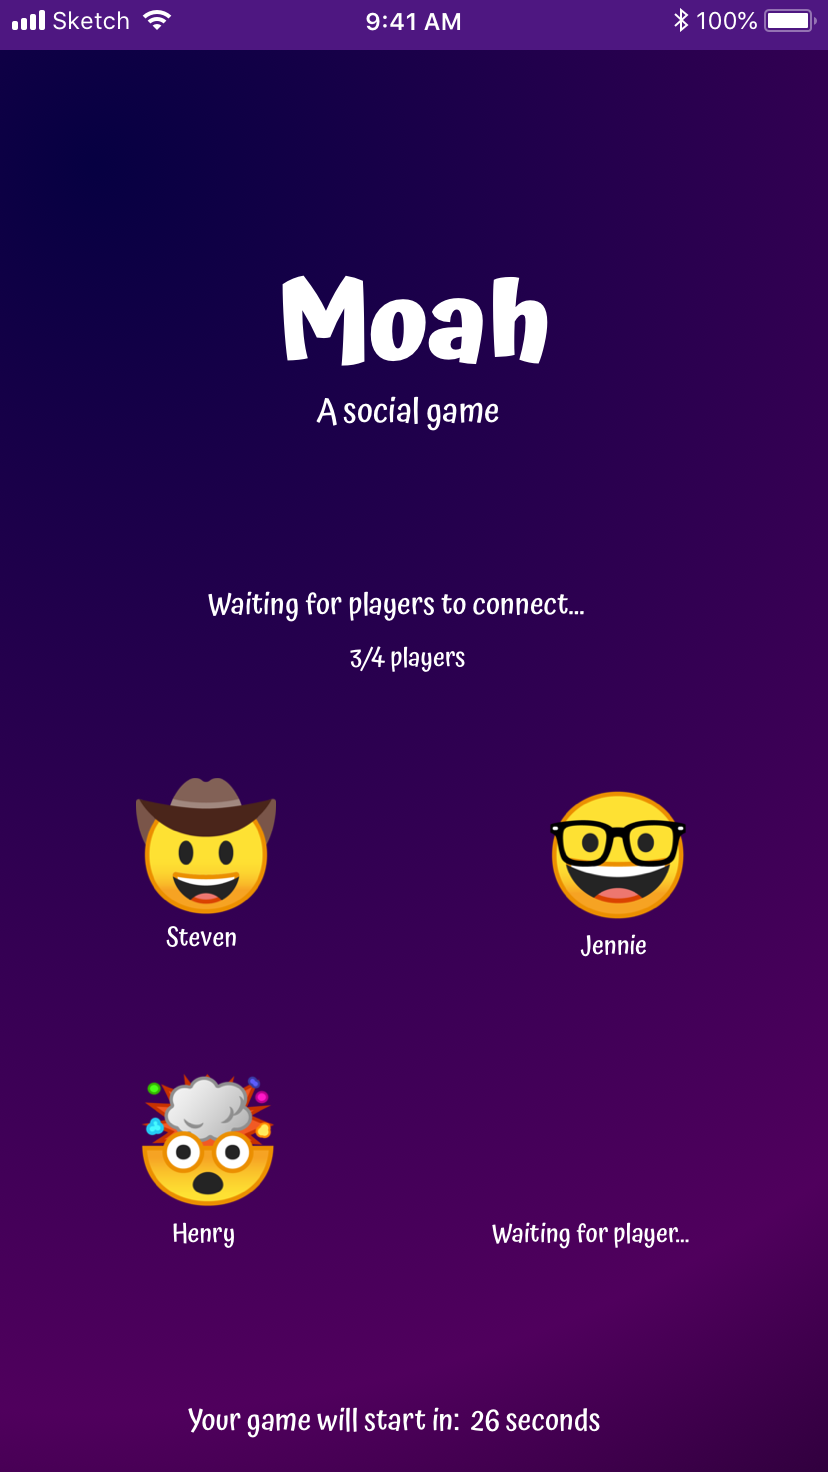 Sketch 9:41 AM 100%
Moah
A social game
Waiting for players to connect...
3/4 players
Steven
Jennie
Henry
Waiting for player...
Your game will start in: 26 seconds